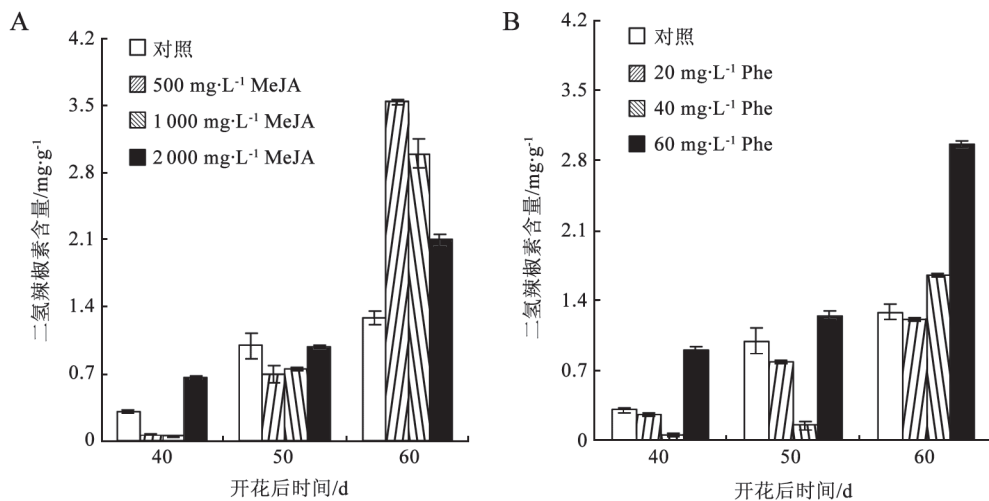 A
对照
500 mg·L⁻¹ MeJA
1 000 mg·L⁻¹ MeJA
2 000 mg·L⁻¹ MeJA
二氢辣椒素含量/mg·g⁻¹
4.2
3.5
2.8
2.1
1.4
0.7
0
40 50 60
开花后时间/d
B
对照
20 mg·L⁻¹ Phe
40 mg·L⁻¹ Phe
60 mg·L⁻¹ Phe
二氢辣椒素含量/mg·g⁻¹
4.2
3.5
2.8
2.1
1.4
0.7
0
40 50 60
开花后时间/d